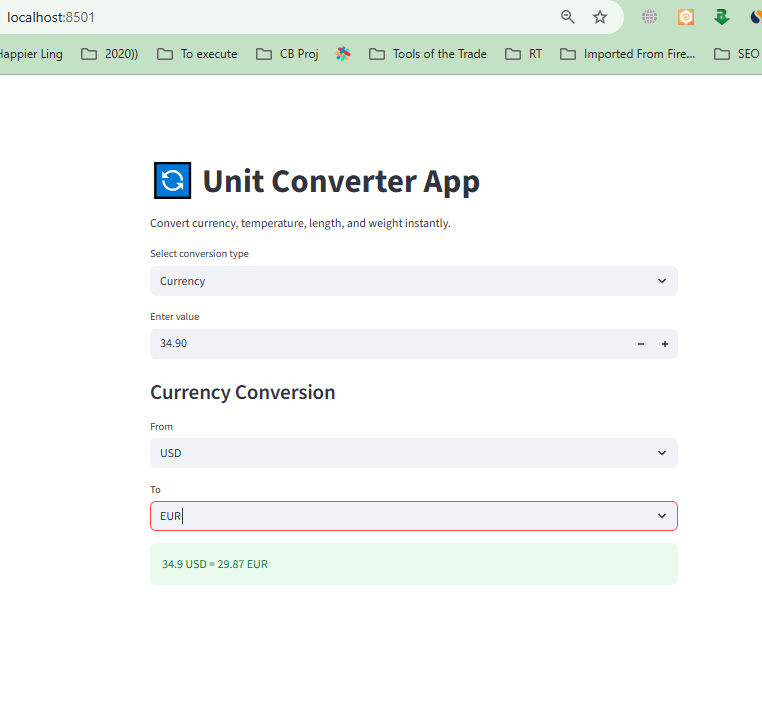 localhost:8501
Happier Ling 2020)) To execute CB Proj Tools of the Trade RT Imported From Fire... SEO
Unit Converter App
Convert currency, temperature, length, and weight instantly.
Select conversion type
Currency
Enter value
34.90 − +
Currency Conversion
From
USD
To
EUR
34.9 USD = 29.87 EUR